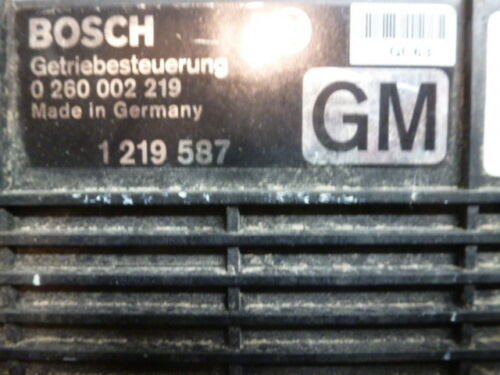 BOSCH
Getriebesteuerung
0 260 002 219
Made in Germany
1 219 587
GM